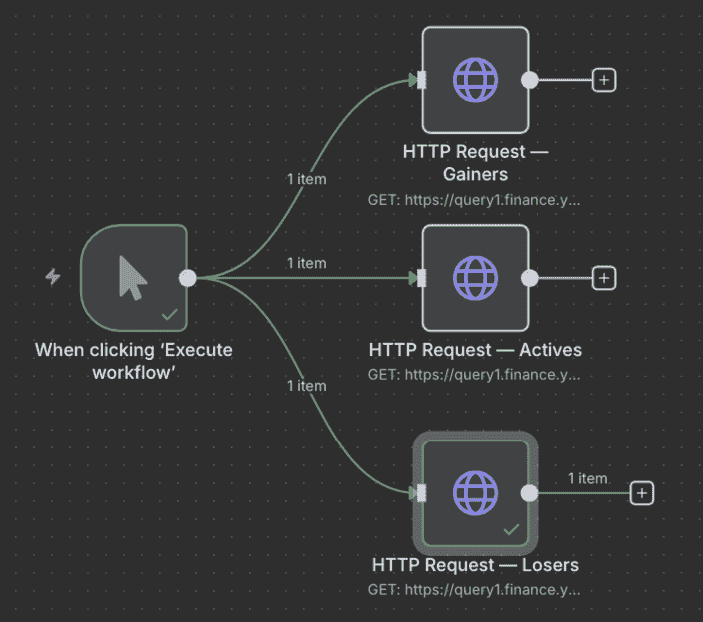 HTTP Request —
Gainers
GET: https://query1.finance.y...
1 item
When clicking ‘Execute
workflow’
1 item
HTTP Request — Actives
GET: https://query1.finance.y...
1 item
1 item
HTTP Request — Losers
GET: https://query1.finance.y...